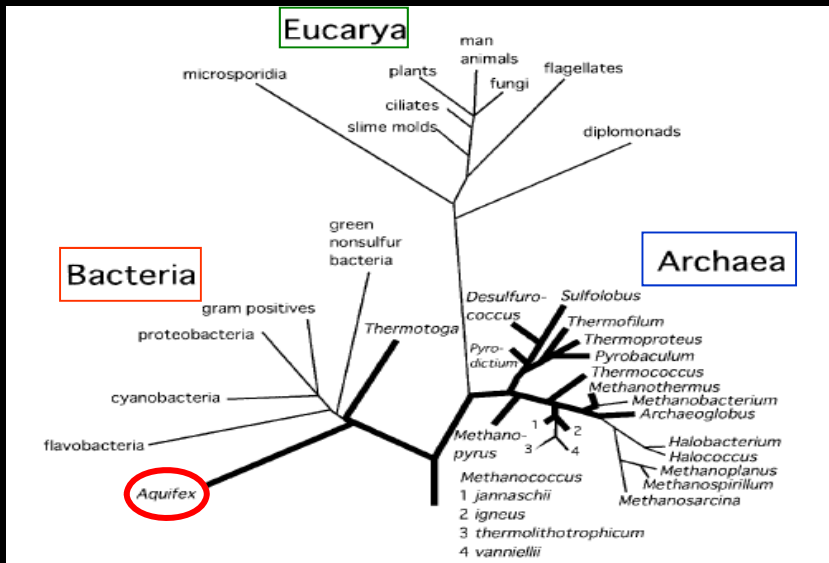 Eucarya
man
animals
microsporidia
plants
fungi
flagellates
ciliates
slime molds
diplomonads
green
nonsulfur
bacteria
Bacteria
Archaea
gram positives
proteobacteria
Thermotoga
cyanobacteria
flavobacteria
Aquifex
Desulfuro-
coccus
Sulfolobus
Thermofilum
Pyro-
dictium
Thermoproteus
Pyrobaculum
Thermococcus
Methanothermus
Methanobacterium
Archaeoglobus
Methano-
pyrus
1
2
3
4
Halobacterium
Halococcus
Methanoplanus
Methanospirillum
Methanosarcina
Methanococcus
1 jannaschii
2 igneus
3 thermolithotrophicum
4 vanniellii